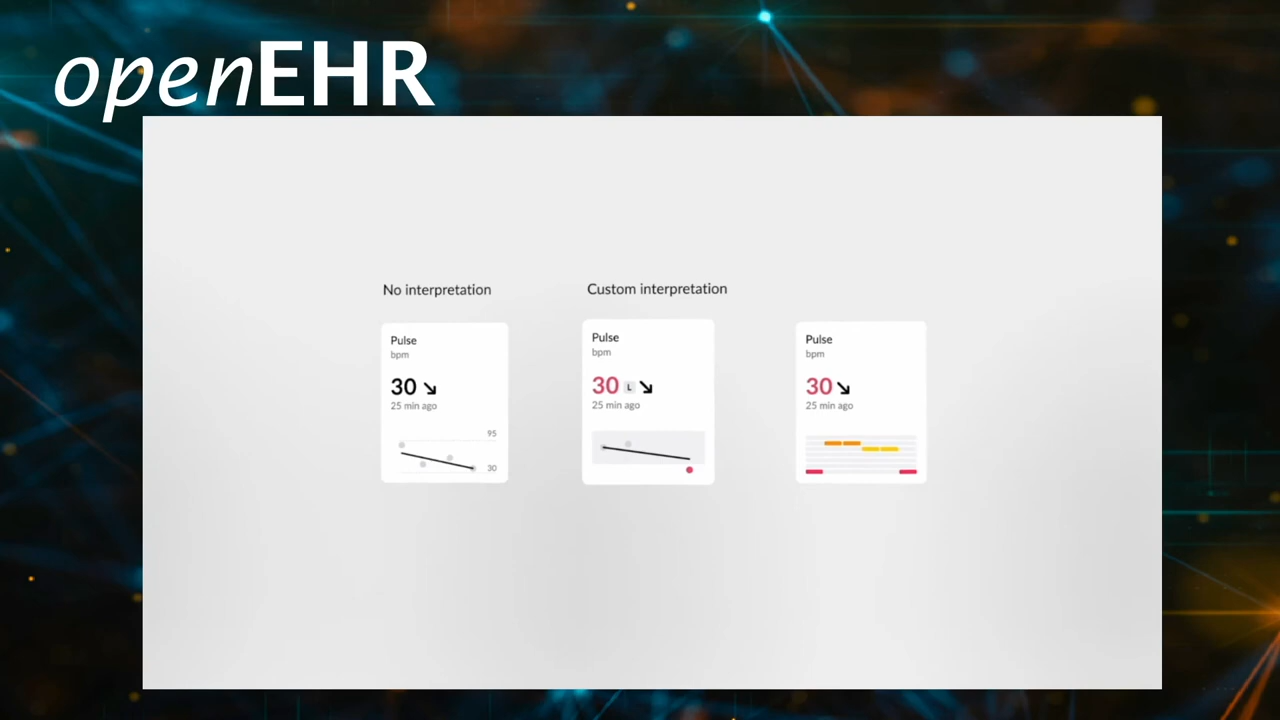 openEHR
No interpretation
Custom interpretation
Pulse
bpm
30
25 min ago
95
30
Pulse
bpm
30 L
25 min ago
Pulse
bpm
30
25 min ago